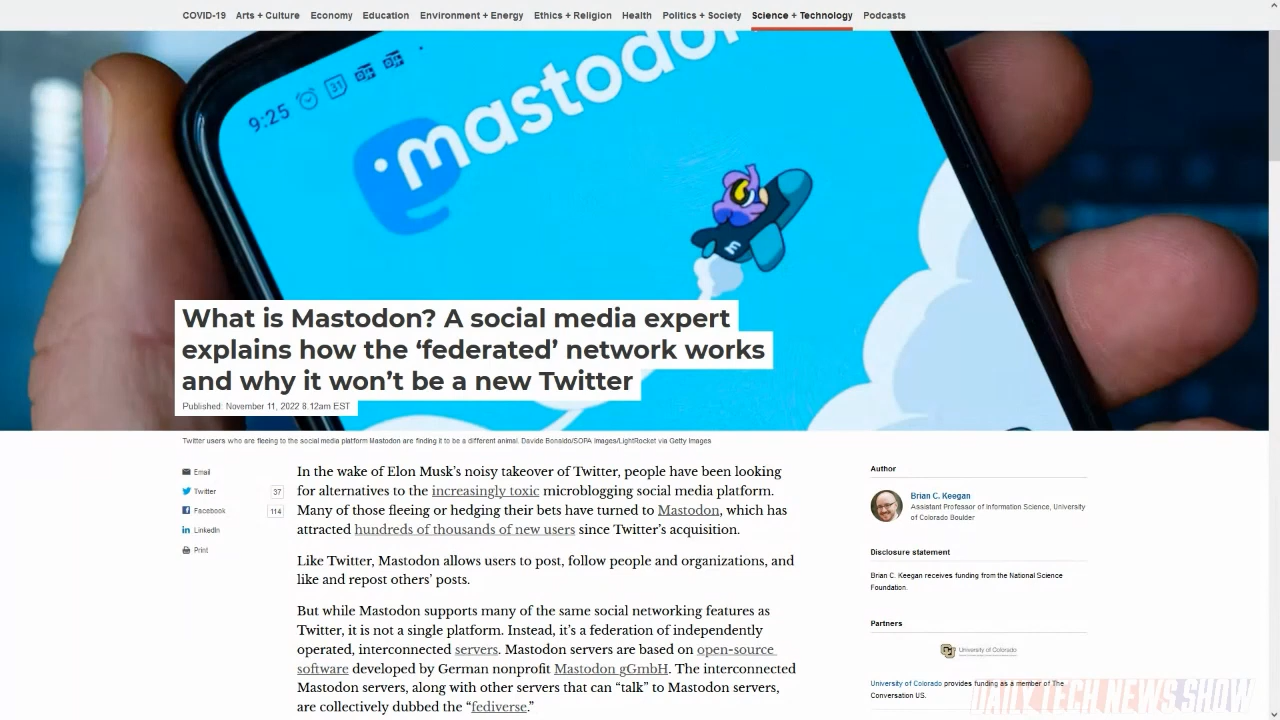 COVID-19 Arts + Culture Economy Education Environment + Energy Ethics + Religion Health Politics + Society Science + Technology Podcasts
9:25 31
mastodon
What is Mastodon? A social media expert
explains how the ‘federated’ network works
and why it won’t be a new Twitter
Published: November 11, 2022 8.12am EST
Twitter users who are fleeing to the social media platform Mastodon are finding it to be a different animal. Davide Bonaldo/SOPA Images/LightRocket via Getty Images
Email
Twitter 37
Facebook 114
LinkedIn
Print
In the wake of Elon Musk’s noisy takeover of Twitter, people have been looking
for alternatives to the increasingly toxic microblogging social media platform.
Many of those fleeing or hedging their bets have turned to Mastodon, which has
attracted hundreds of thousands of new users since Twitter’s acquisition.
Like Twitter, Mastodon allows users to post, follow people and organizations, and
like and repost others’ posts.
But while Mastodon supports many of the same social networking features as
Twitter, it is not a single platform. Instead, it’s a federation of independently
operated, interconnected servers. Mastodon servers are based on open-source
software developed by German nonprofit Mastodon gGmbH. The interconnected
Mastodon servers, along with other servers that can “talk” to Mastodon servers,
are collectively dubbed the “fediverse.”
Author
Brian C. Keegan
Assistant Professor of Information Science, University
of Colorado Boulder
Disclosure statement
Brian C. Keegan receives funding from the National Science
Foundation.
Partners
University of Colorado
University of Colorado provides funding as a member of The
Conversation US.
DAILY TECH NEWS SHOW